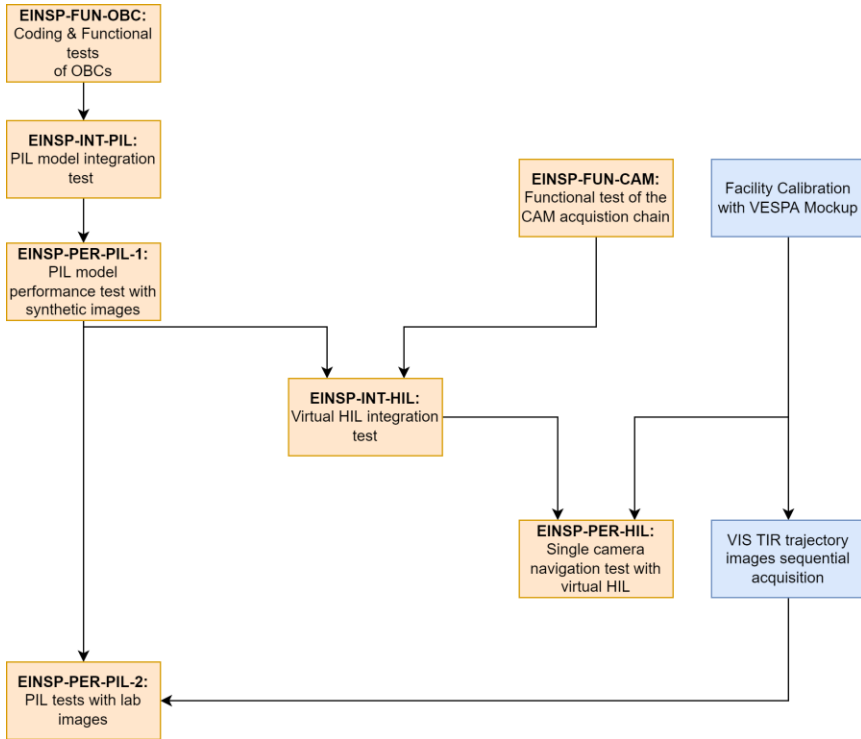 EINSP-FUN-OBC:
Coding & Functional
tests
of OBCs
EINSP-INT-PIL:
PIL model integration
test
EINSP-FUN-CAM:
Functional test of the
CAM acquistion chain
Facility Calibration
with VESPA Mockup
EINSP-PER-PIL-1:
PIL model
performance test with
synthetic images
EINSP-INT-HIL:
Virtual HIL integration
test
EINSP-PER-HIL:
Single camera
navigation test with
virtual HIL
VIS TIR trajectory
images sequential
acquisition
EINSP-PER-PIL-2:
PIL tests with lab
images